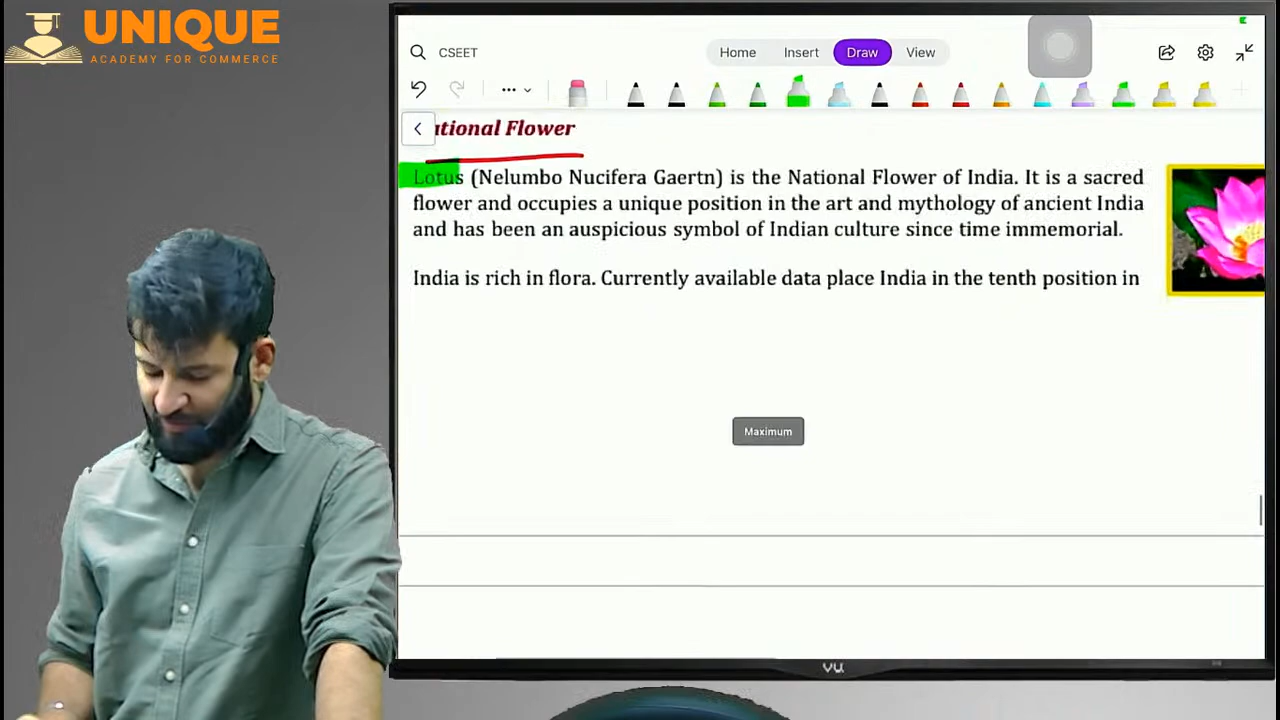 UNIQUE
ACADEMY FOR COMMERCE
CSEET
Home Insert Draw View
ational Flower
Lotus (Nelumbo Nucifera Gaertn) is the National Flower of India. It is a sacred
flower and occupies a unique position in the art and mythology of ancient India
and has been an auspicious symbol of Indian culture since time immemorial.
India is rich in flora. Currently available data place India in the tenth position in
Maximum
vu